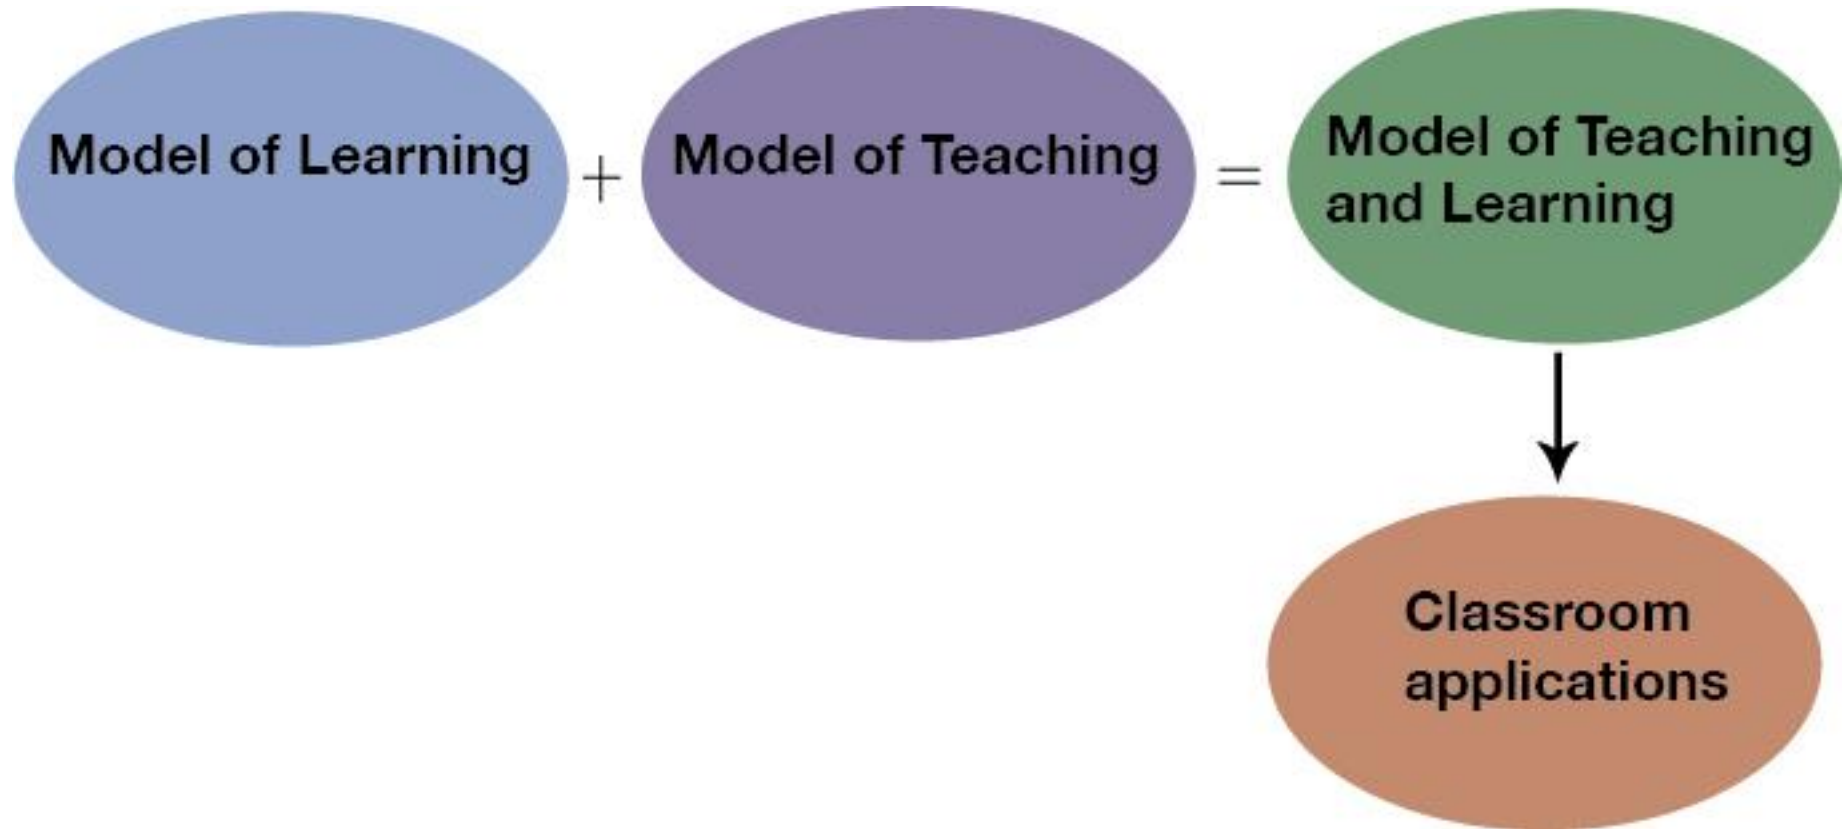 Model of Learning + Model of Teaching = Model of Teaching
and Learning
Classroom
applications